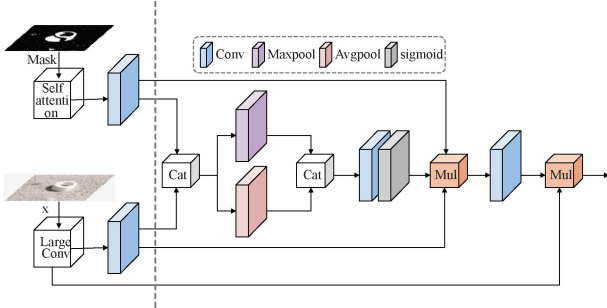 Mask
Self
attenti
on
Conv
Maxpool
Avgpool
sigmoid
Cat
Cat
Mul
Mul
x
Large
Conv